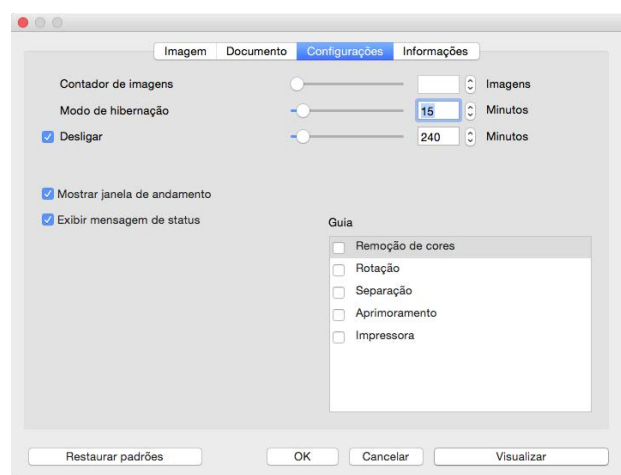 Imagem Documento Configurações Informações
Contador de imagens Imagens
Modo de hibernação 15 Minutos
Desligar 240 Minutos
Mostrar janela de andamento
Exibir mensagem de status
Guia
Remoção de cores
Rotação
Separação
Aprimoramento
Impressora
Restaurar padrões OK Cancelar Visualizar